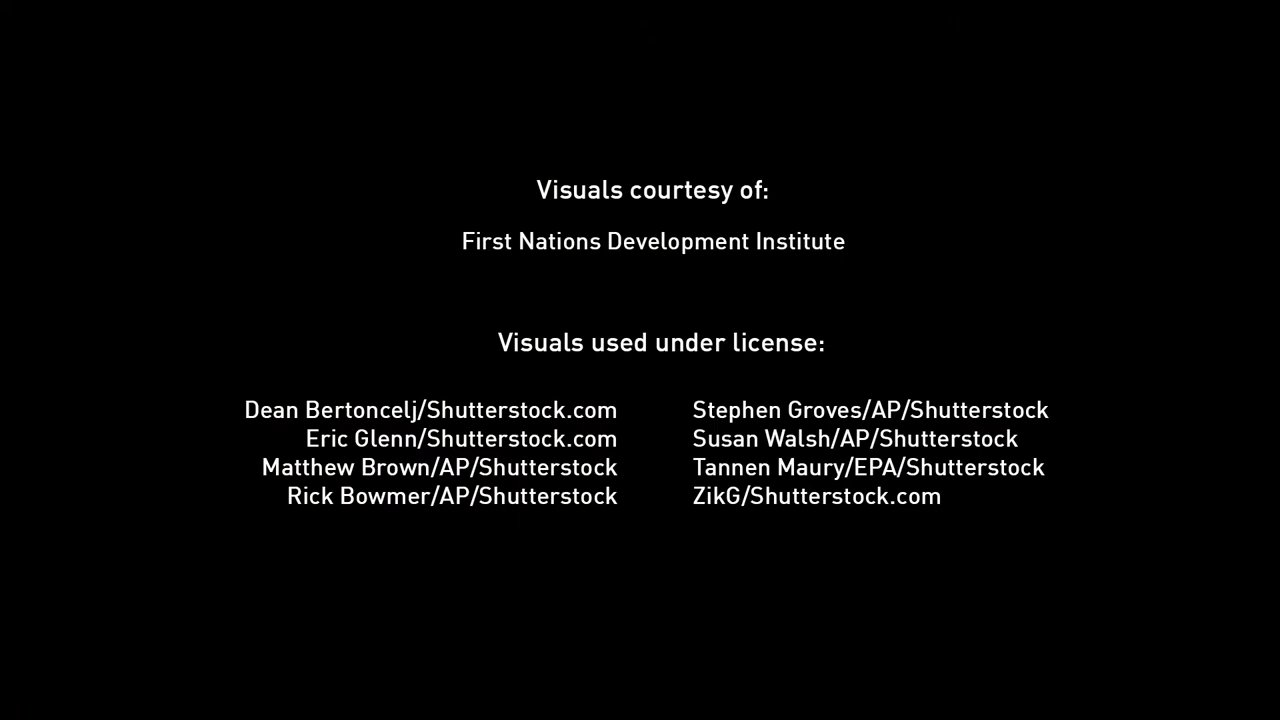 Visuals courtesy of:
First Nations Development Institute
Visuals used under license:
Dean Bertoncelj/Shutterstock.com
Eric Glenn/Shutterstock.com
Matthew Brown/AP/Shutterstock
Rick Bowmer/AP/Shutterstock
Stephen Groves/AP/Shutterstock
Susan Walsh/AP/Shutterstock
Tannen Maury/EPA/Shutterstock
ZikG/Shutterstock.com